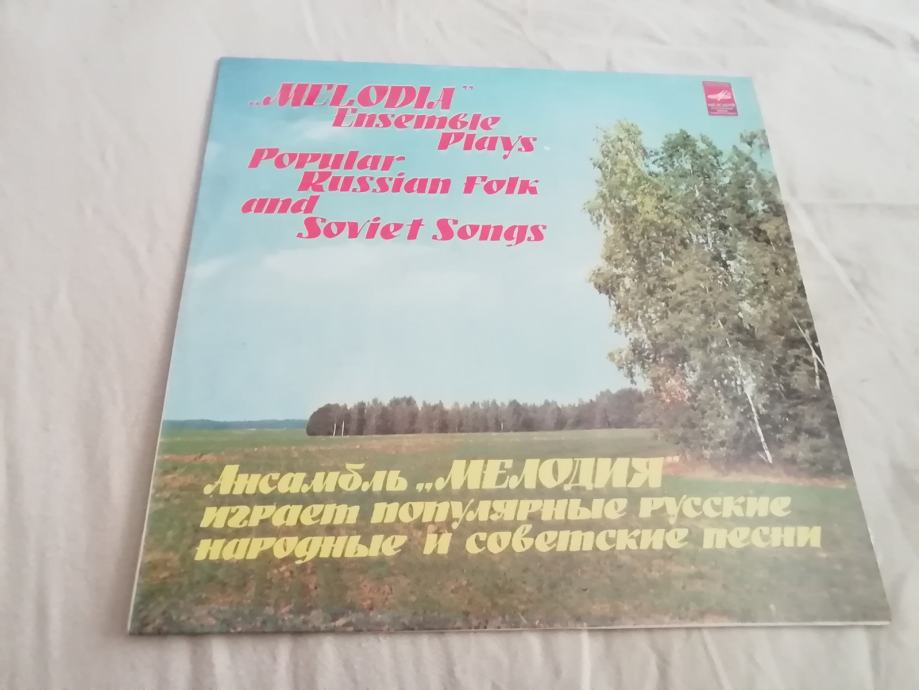 „MELODIA”
Ensemble
Plays
Popular
Russian Folk
and
Soviet Songs
Ансамбль „МЕЛОДИЯ”
играет популярные русские
народные и советские песни